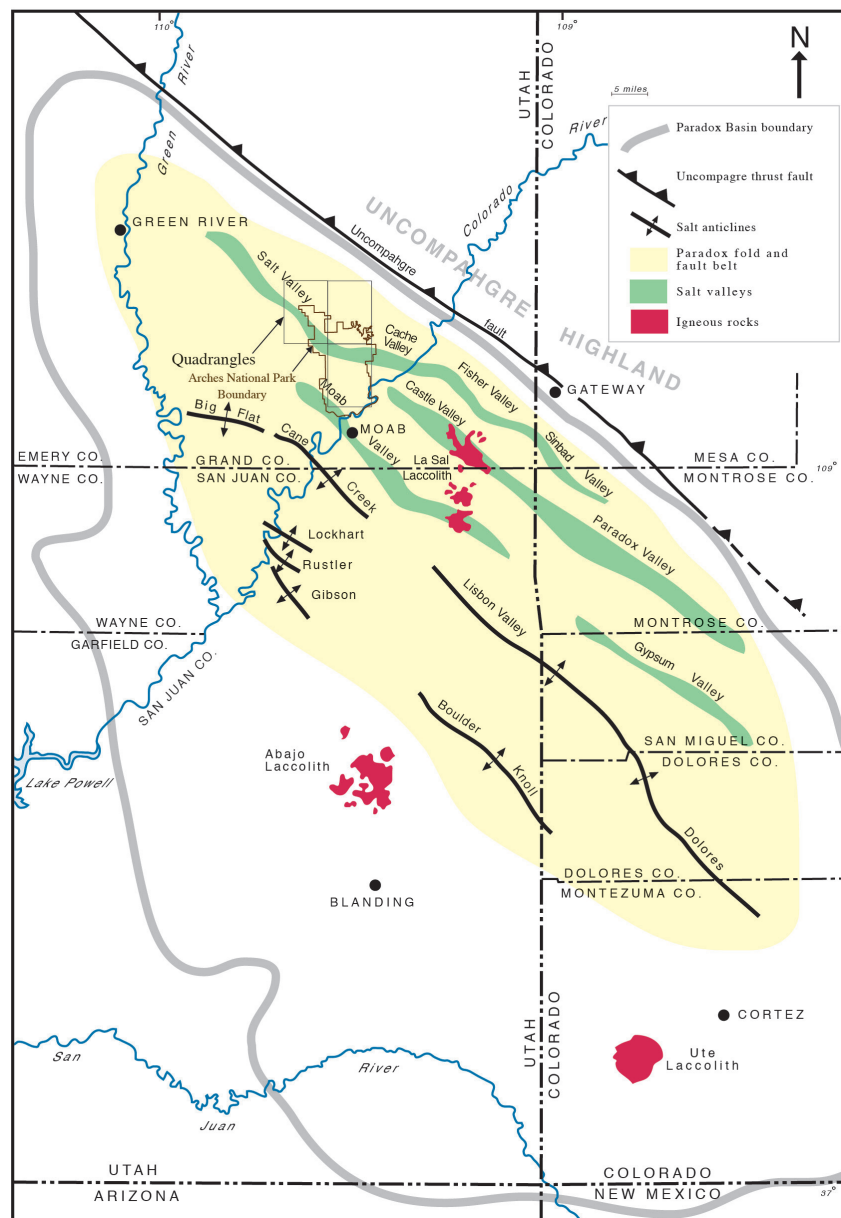 110°
109°
N
5 miles
UTAH
COLORADO
River
Green
River
Colorado
Paradox Basin boundary
Uncompagre thrust fault
Salt anticlines
Paradox fold and
fault belt
Salt valleys
Igneous rocks
GREEN RIVER
UNCOMPAHGRE HIGHLAND
Uncompahgre
fault
Salt Valley
Cache
Valley
Quadrangles
Arches National Park
Boundary
Fisher Valley
GATEWAY
Castle Valley
Moab
Valley
Big Flat
MOAB
Cane
Creek
Sinbad
Valley
EMERY CO.
WAYNE CO.
GRAND CO.
SAN JUAN CO.
La Sal
Laccolith
MESA CO.
MONTROSE CO.
109°
Lockhart
Rustler
Gibson
Paradox Valley
Lisbon Valley
WAYNE CO.
GARFIELD CO.
SAN JUAN CO.
MONTROSE CO.
Gypsum
Valley
Boulder
Knoll
SAN MIGUEL CO.
DOLORES CO.
Abajo
Laccolith
Lake Powell
Dolores
BLANDING
DOLORES CO.
MONTEZUMA CO.
UTAH
COLORADO
CORTEZ
Ute
Laccolith
San
Juan
River
UTAH
ARIZONA
COLORADO
NEW MEXICO
37°